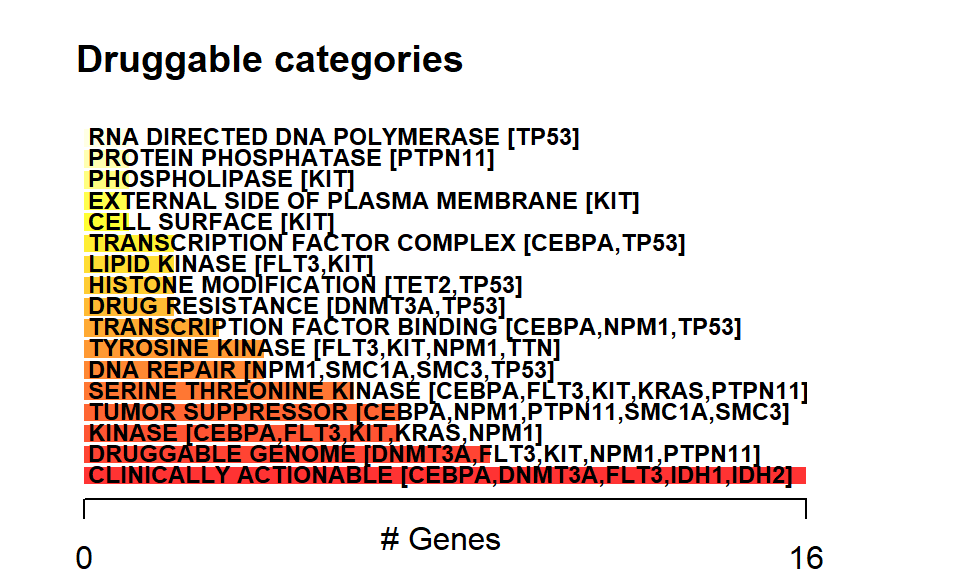 Druggable categories
RNA DIRECTED DNA POLYMERASE [TP53]
PROTEIN PHOSPHATASE [PTPN11]
PHOSPHOLIPASE [KIT]
EXTERNAL SIDE OF PLASMA MEMBRANE [KIT]
CELL SURFACE [KIT]
TRANSCRIPTION FACTOR COMPLEX [CEBPA,TP53]
LIPID KINASE [FLT3,KIT]
HISTONE MODIFICATION [TET2,TP53]
DRUG RESISTANCE [DNMT3A,TP53]
TRANSCRIPTION FACTOR BINDING [CEBPA,NPM1,TP53]
TYROSINE KINASE [FLT3,KIT,NPM1,TTN]
DNA REPAIR [NPM1,SMC1A,SMC3,TP53]
SERINE THREONINE KINASE [CEBPA,FLT3,KIT,KRAS,PTPN11]
TUMOR SUPPRESSOR [CEBPA,NPM1,PTPN11,SMC1A,SMC3]
KINASE [CEBPA,FLT3,KIT,KRAS,NPM1]
DRUGGABLE GENOME [DNMT3A,FLT3,KIT,NPM1,PTPN11]
CLINICALLY ACTIONABLE [CEBPA,DNMT3A,FLT3,IDH1,IDH2]
# Genes
0 16